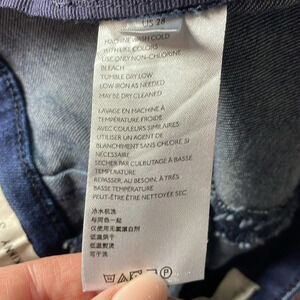 US 28
MACHINE WASH COLD
WITH LIKE COLORS
USE ONLY NON-CHLORINE
BLEACH
TUMBLE DRY LOW
LOW IRON AS NEEDED
MAY BE DRY CLEANED
LAVAGE EN MACHINE À
TEMPÉRATURE FROIDE
AVEC COULEURS SIMILAIRES
UTILISER UN AGENT DE
BLANCHIMENT SANS CHLORE SI
NÉCESSAIRE
SÉCHER PAR CULBUTAGE À BASSE
TEMPÉRATURE
REPASSER, AU BESOIN, À TRÈS
BASSE TEMPÉRATURE
PEUT-ÊTRE ÊTRE NETTOYÉE SEC.
冷水机洗
与同色一起
仅使用无氯漂白剂
低温烘干
低温熨烫
可干洗
P